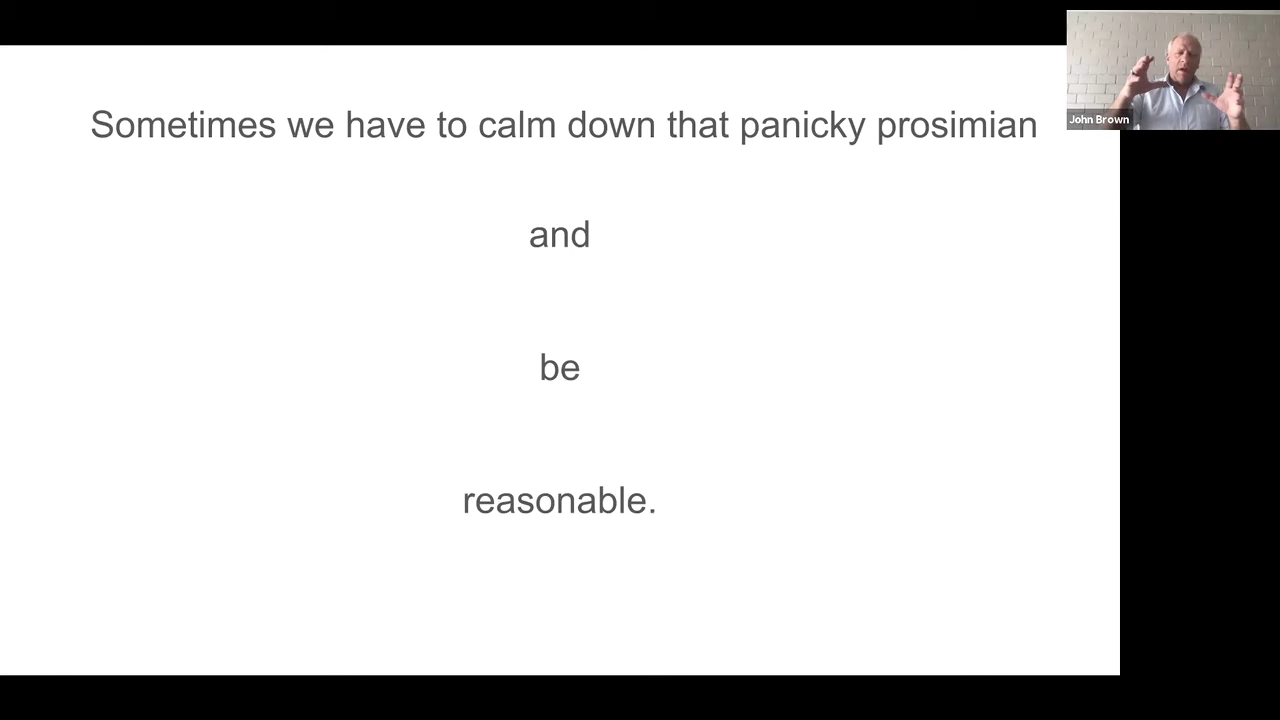 Sometimes we have to calm down that panicky prosimian
and
be
reasonable.
John Brown